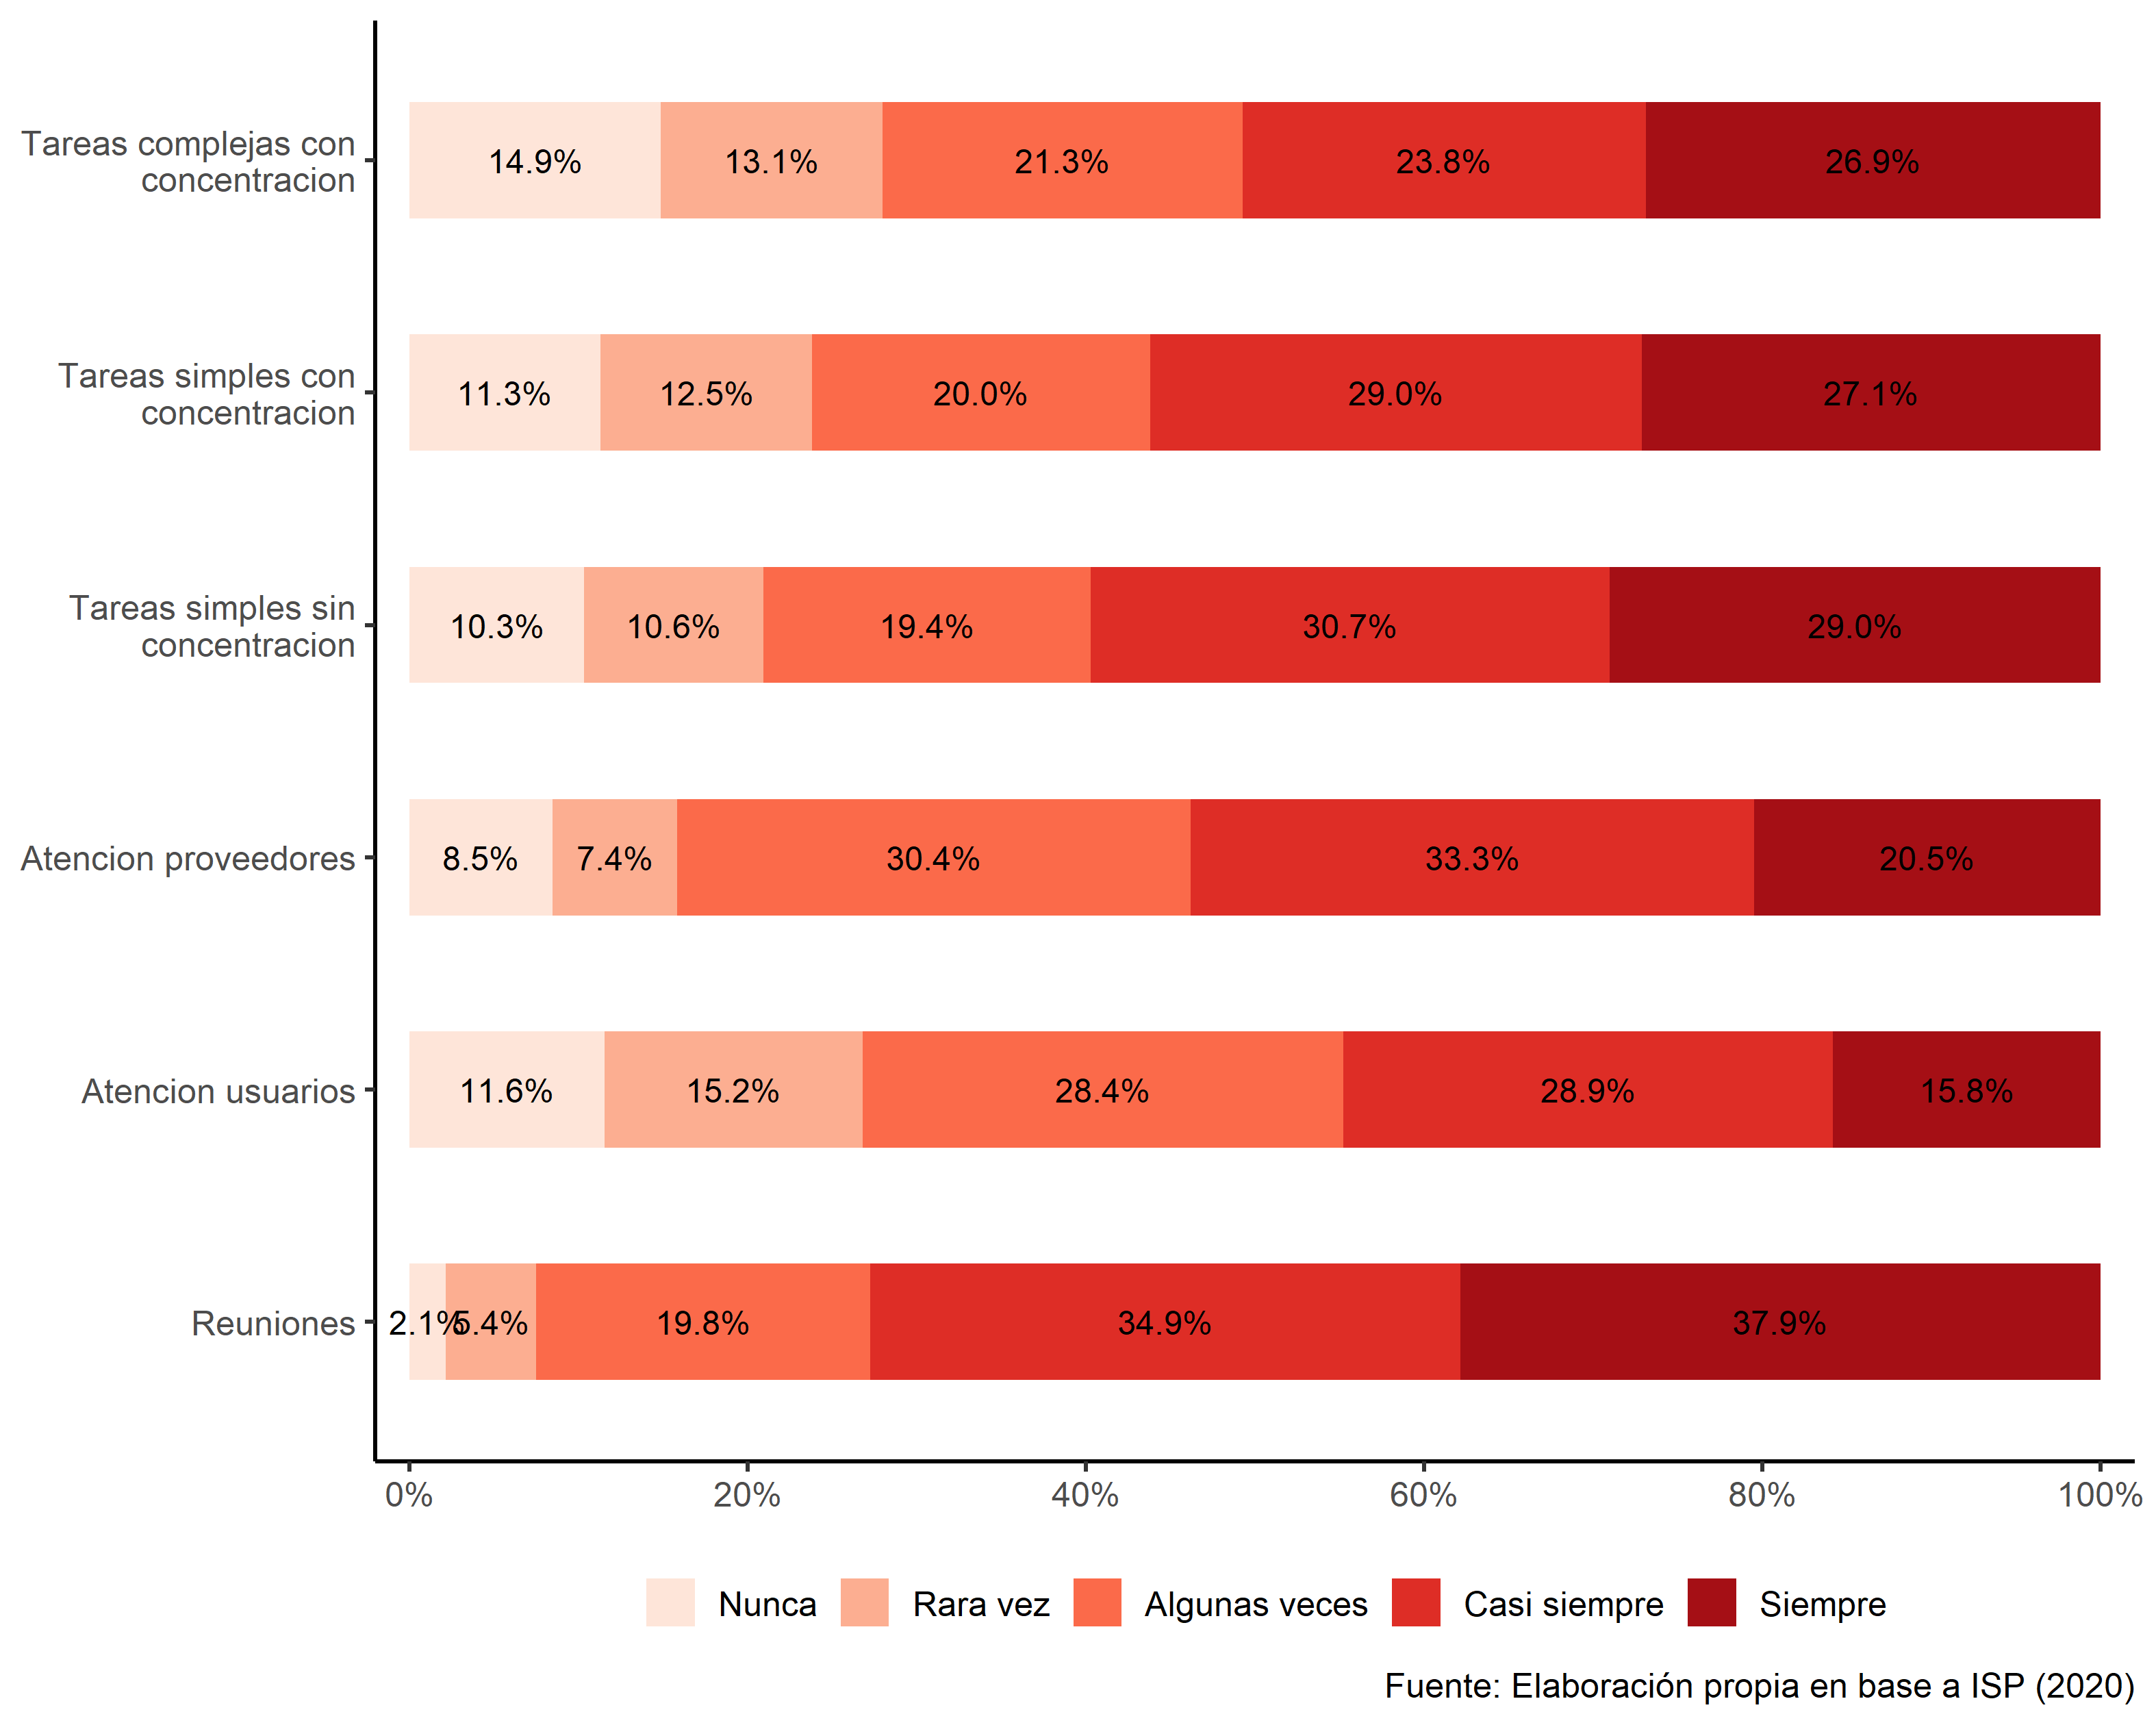 Tareas complejas con
concentracion
14.9% 13.1% 21.3% 23.8% 26.9%
Tareas simples con
concentracion
11.3% 12.5% 20.0% 29.0% 27.1%
Tareas simples sin
concentracion
10.3% 10.6% 19.4% 30.7% 29.0%
Atencion proveedores
8.5% 7.4% 30.4% 33.3% 20.5%
Atencion usuarios
11.6% 15.2% 28.4% 28.9% 15.8%
Reuniones
2.1% 5.4% 19.8% 34.9% 37.9%
0% 20% 40% 60% 80% 100%
Nunca Rara vez Algunas veces Casi siempre Siempre
Fuente: Elaboración propia en base a ISP (2020)